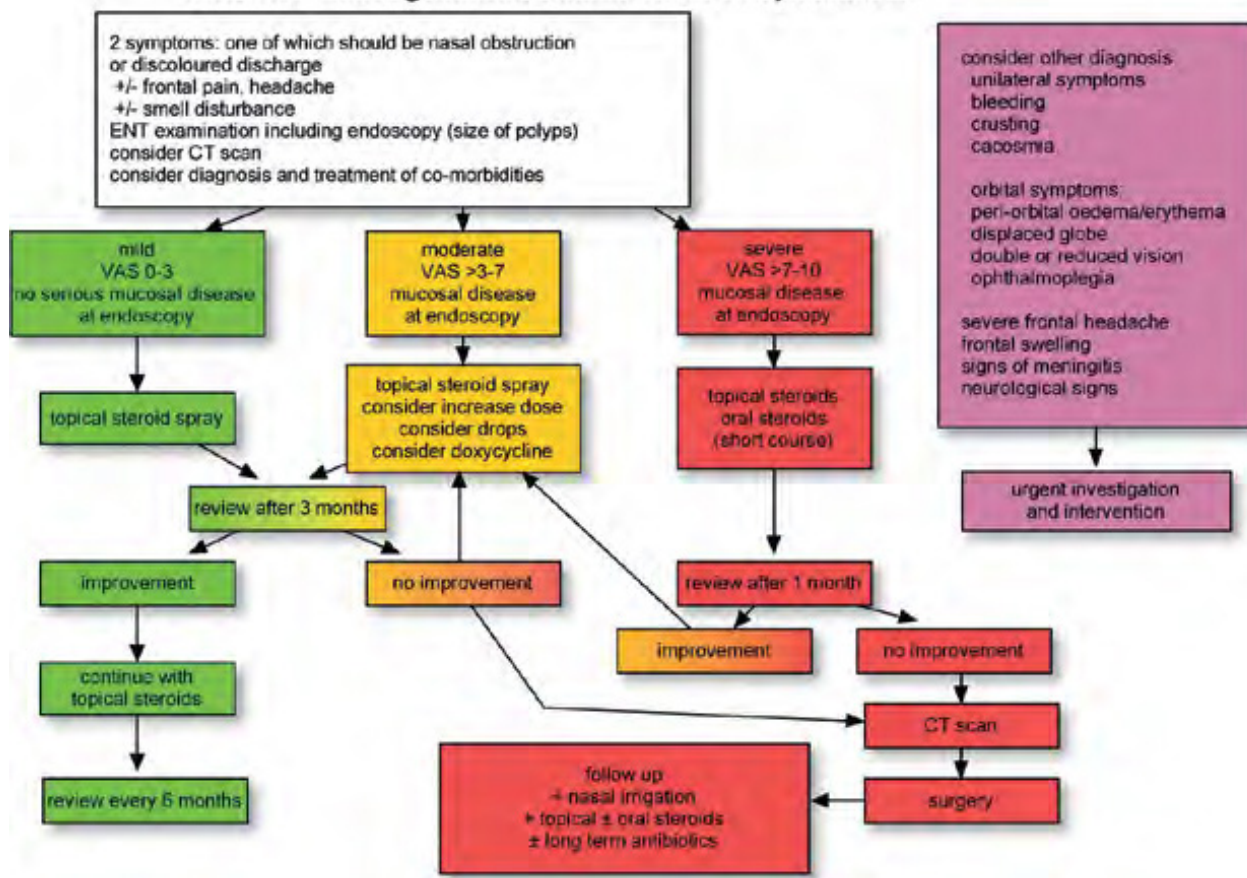 2 symptoms: one of which should be nasal obstruction
or discoloured discharge
+/- frontal pain, headache
+/- smell disturbance
ENT examination including endoscopy (size of polyps)
consider CT scan
consider diagnosis and treatment of co-morbidities
consider other diagnosis
unilateral symptoms
bleeding
crusting
cacosmia
orbital symptoms
peri-orbital oedema/erythema
displaced globe
double or reduced vision
ophthalmoplegia
severe frontal headache
frontal swelling
signs of meningitis
neurological signs
urgent investigation
and intervention
mild
VAS 0-3
no serious mucosal disease
at endoscopy
moderate
VAS >3-7
mucosal disease
at endoscopy
severe
VAS >7-10
mucosal disease
at endoscopy
topical steroid spray
topical steroid spray
consider increase dose
consider drops
consider doxycycline
topical steroids
oral steroids
(short course)
review after 3 months
improvement
no improvement
review after 1 month
improvement
no improvement
continue with
topical steroids
CT scan
review every 6 months
follow up
+ nasal irrigation
+ topical ± oral steroids
± long term antibiotics
surgery